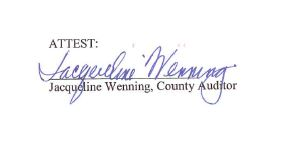 ATTEST:
Jacqueline Wenning
Jacqueline Wenning, County Auditor